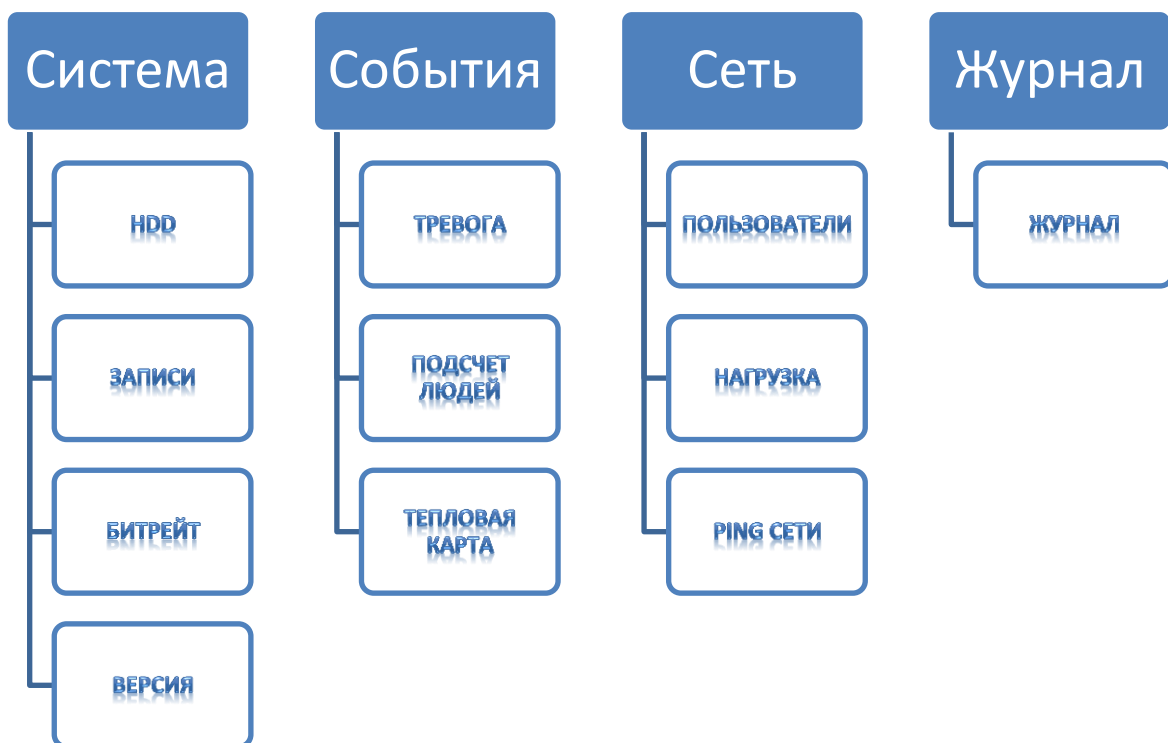 Система
HDD
ЗАПИСИ
БИТРЕЙТ
ВЕРСИЯ
События
ТРЕВОГА
ПОДСЧЕТ
ЛЮДЕЙ
ТЕПЛОВАЯ
КАРТА
Сеть
ПОЛЬЗОВАТЕЛИ
НАГРУЗКА
PING СЕТИ
Журнал
ЖУРНАЛ